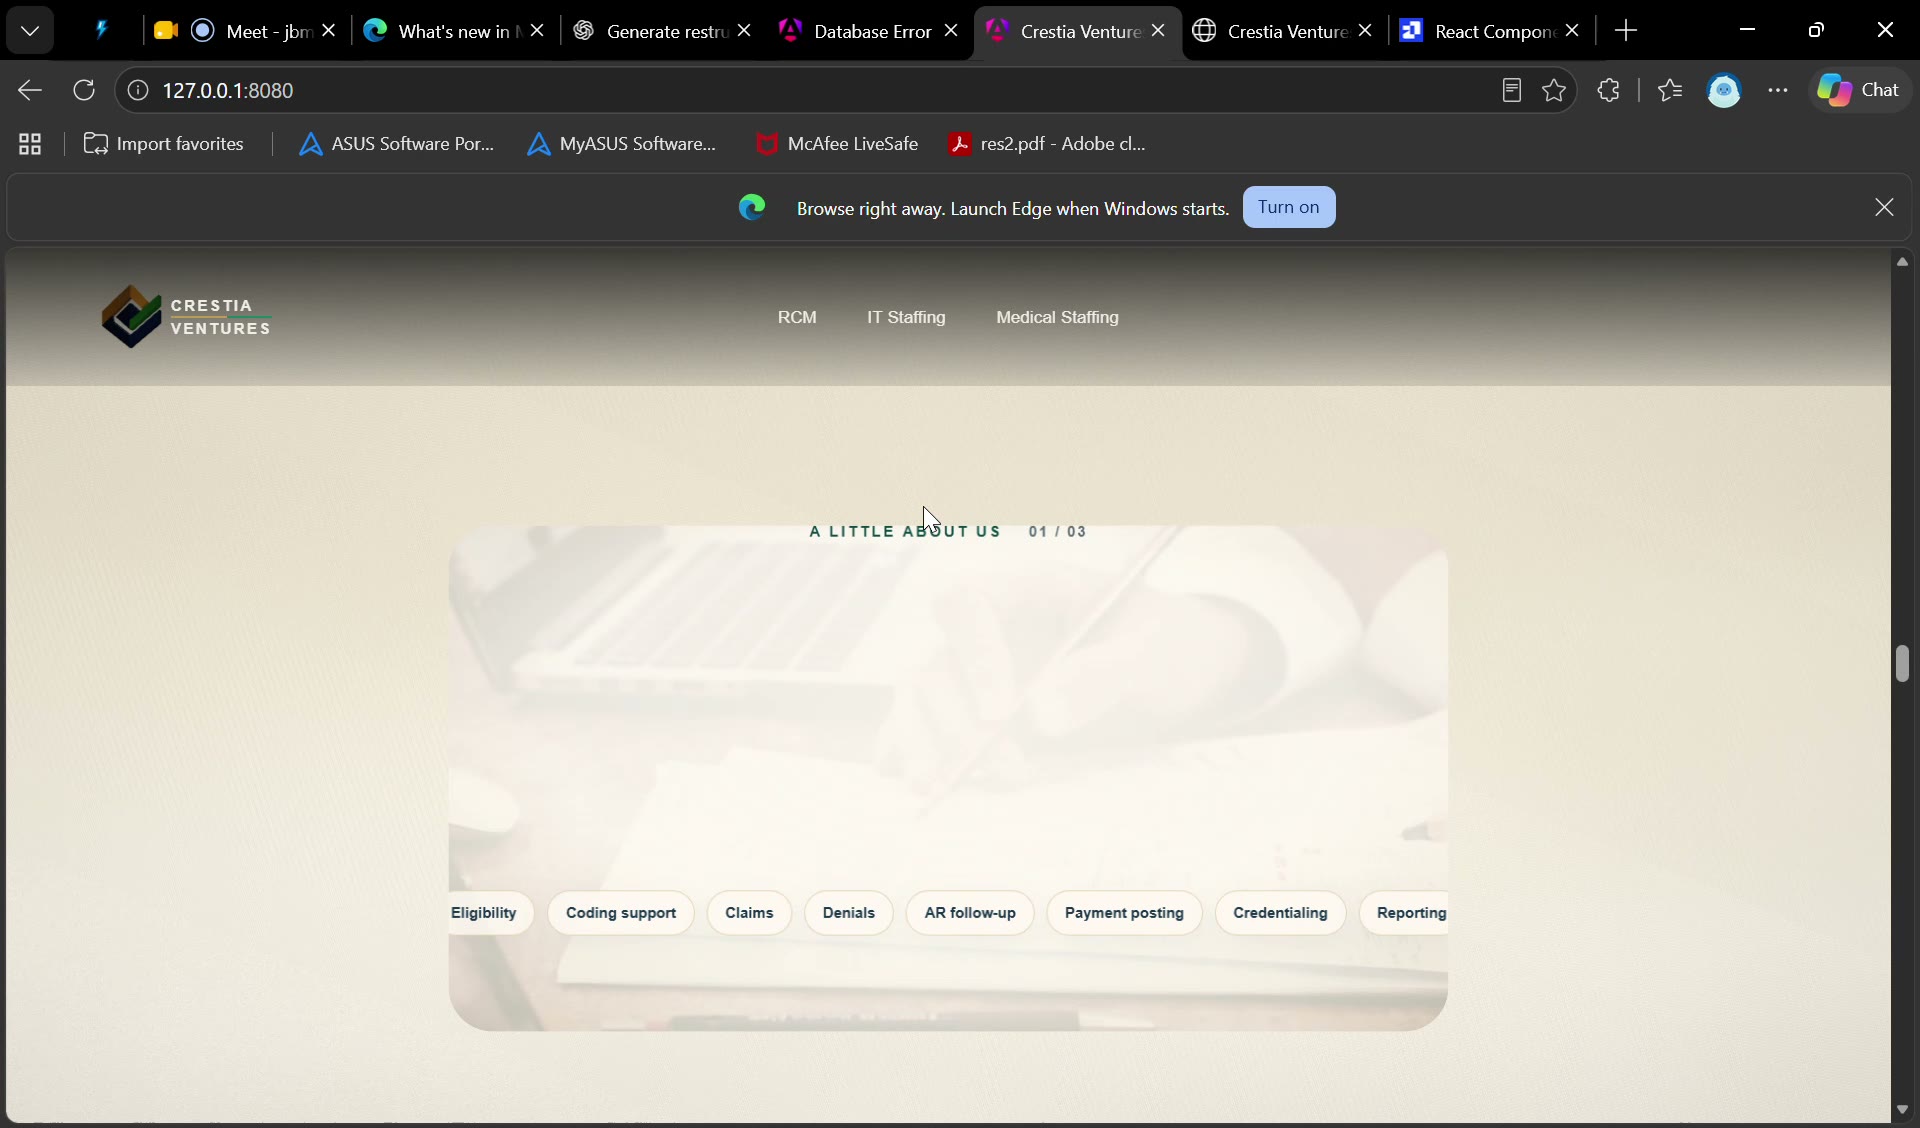 Meet - jbm
What's new in
Generate restru
Database Error
Crestia Venture
Crestia Venture
React Compon
127.0.0.1:8080
Chat
Import favorites
ASUS Software Por...
MyASUS Software...
McAfee LiveSafe
res2.pdf - Adobe cl...
Browse right away. Launch Edge when Windows starts.
Turn on
CRESTIA
VENTURES
RCM
IT Staffing
Medical Staffing
A LITTLE ABOUT US 01 / 03
Eligibility
Coding support
Claims
Denials
AR follow-up
Payment posting
Credentialing
Reporting